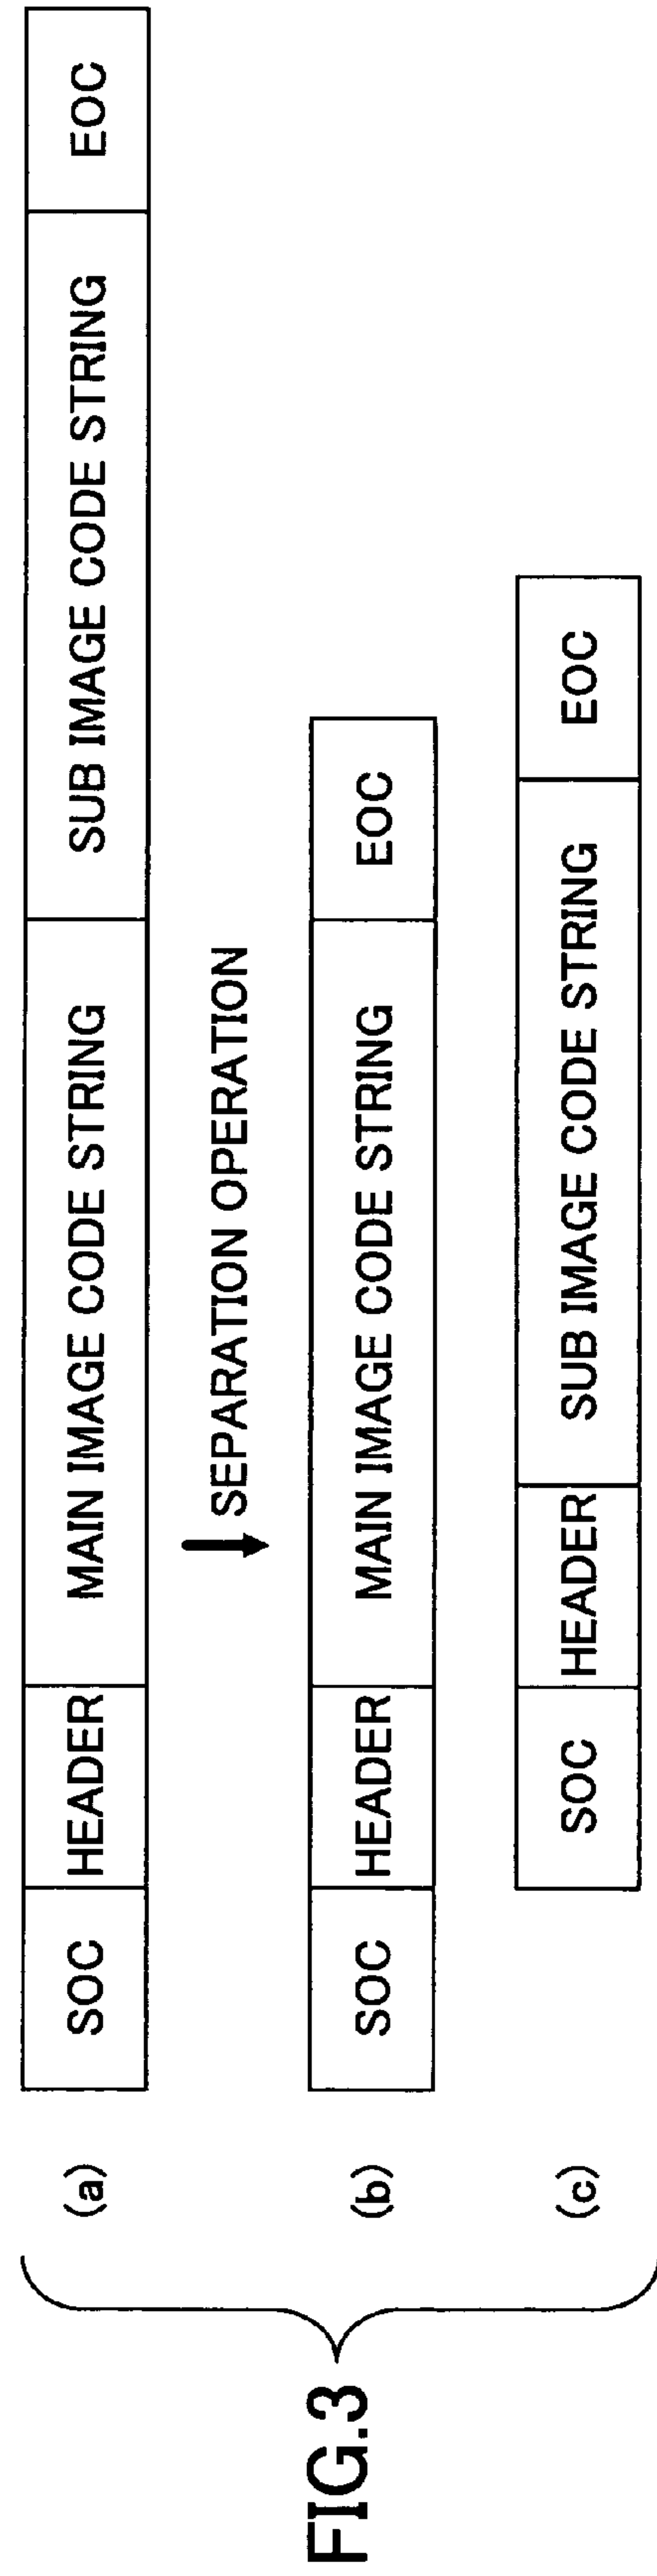 FIG.3
(a) SOC HEADER MAIN IMAGE CODE STRING SUB IMAGE CODE STRING EOC
SEPARATION OPERATION
(b) SOC HEADER MAIN IMAGE CODE STRING EOC
(c) SOC HEADER SUB IMAGE CODE STRING EOC